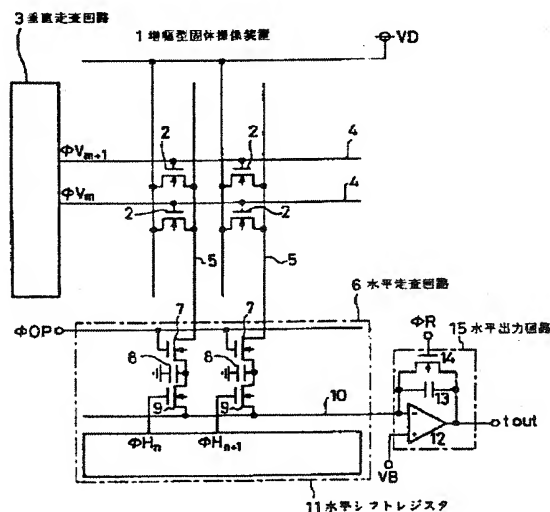 3 垂直走査回路
1 増幅型固体撮像装置
VD
ΦVm+1
2
2
4
ΦVm
4
2
2
5
5
6 水平走査回路
ΦOP
7
7
ΦR
15 水平出力回路
8
8
14
13
10
9
9
12
tout
ΦHn
ΦHn+1
VB
11 水平シフトレジスタ